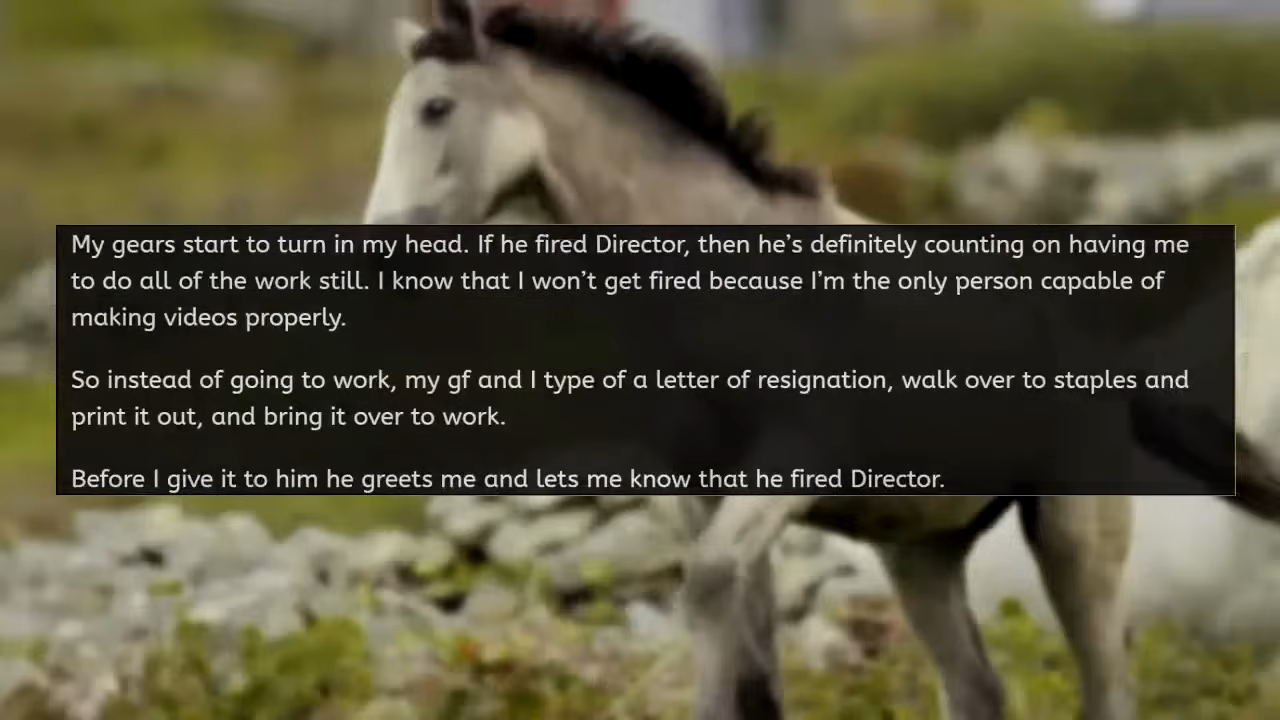 My gears start to turn in my head. If he fired Director, then he’s definitely counting on having me
to do all of the work still. I know that I won’t get fired because I’m the only person capable of
making videos properly.
So instead of going to work, my gf and I type of a letter of resignation, walk over to staples and
print it out, and bring it over to work.
Before I give it to him he greets me and lets me know that he fired Director.